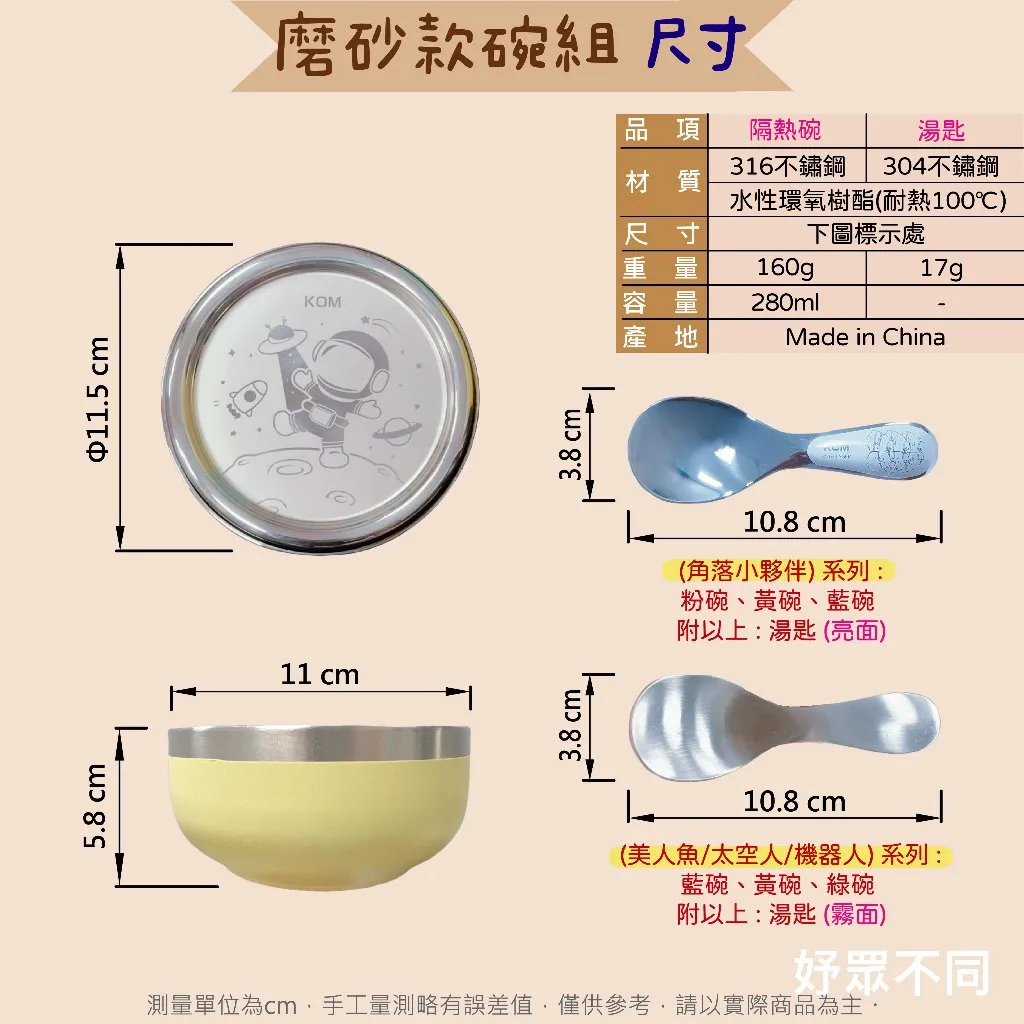 磨砂款碗組 尺寸
品項 隔熱碗 湯匙
材質 316不鏽鋼 304不鏽鋼
水性環氧樹酯(耐熱100℃)
尺寸 下圖標示處
重量 160g 17g
容量 280ml -
產地 Made in China
KOM
Φ11.5 cm
3.8 cm
KOM
10.8 cm
(角落小夥伴) 系列：
粉碗、黃碗、藍碗
附以上：湯匙 (亮面)
11 cm
5.8 cm
3.8 cm
10.8 cm
(美人魚/太空人/機器人) 系列：
藍碗、黃碗、綠碗
附以上：湯匙 (霧面)
妤眾不同
測量單位為cm．手工量測略有誤差值，僅供參考，請以實際商品為主．